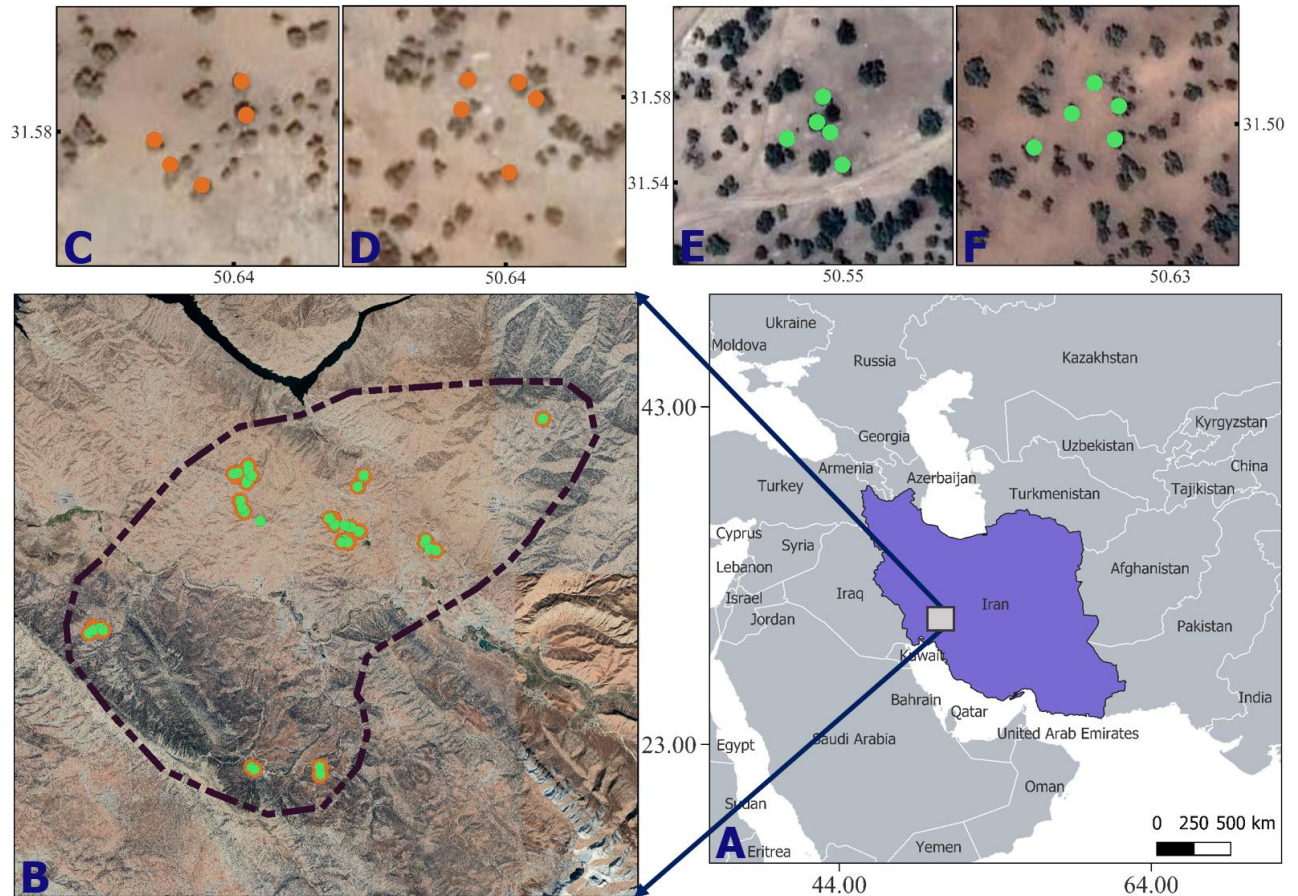 31.58
C
50.64
D
50.64
31.58
31.54
E
50.55
F
50.63
31.50
B
Ukraine
Moldova
Russia
Kazakhstan
43.00
Georgia
Uzbekistan
Kyrgyzstan
Armenia
Azerbaijan
China
Turkey
Turkmenistan
Tajikistan
Cyprus
Syria
Lebanon
Afghanistan
Israel
Iraq
Iran
Jordan
Pakistan
Kuwait
Bahrain
Qatar
India
23.00
Egypt
Saudi Arabia
United Arab Emirates
Oman
Sudan
Yemen
Eritrea
A
0 250 500 km
44.00
64.00